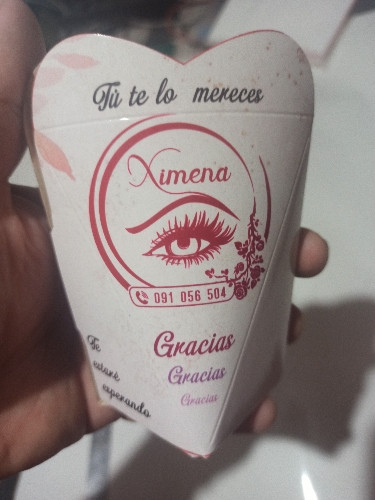 Tú te lo mereces
Ximena
091 056 504
Gracias
Gracias
Gracias
Te
estaré
esperando